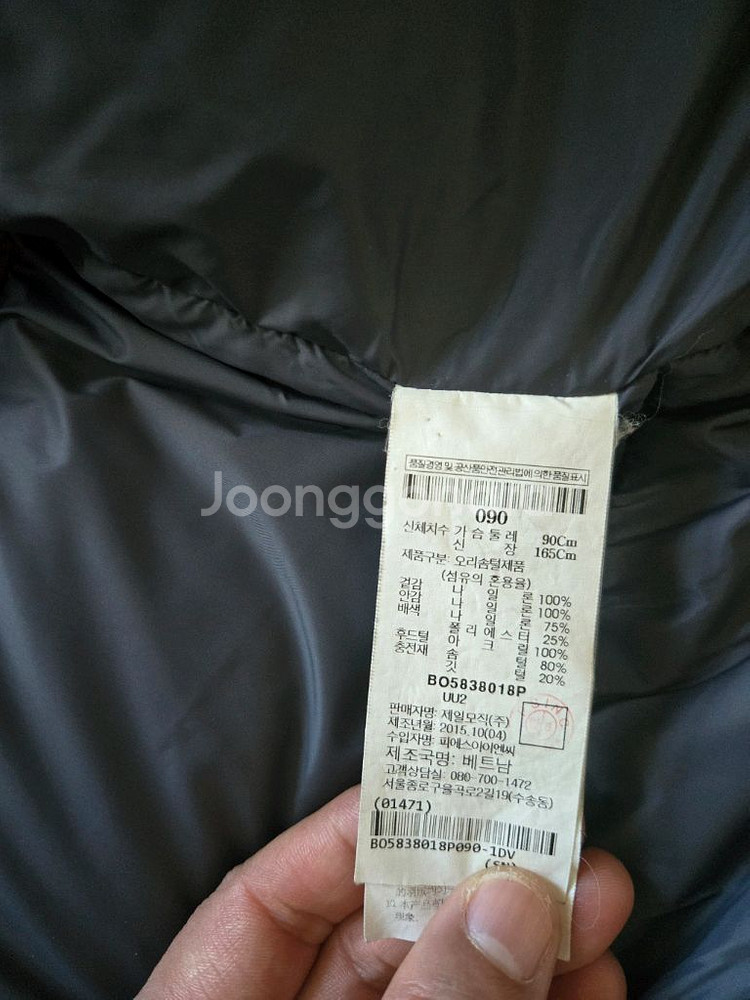 품질경영 및 공산품안전관리법에 의한 품질표시
Joonggo
090
신체치수 가 슴 둘 레 90Cm
신 장 165Cm
제품구분: 오리솜털제품
(섬유의 혼용율)
겉감 나 일 론 100%
안감 나 일 론 100%
배색 나 일 론 75%
폴 리 에 스 터 25%
후드털 아 크 릴 100%
충전재 솜 털 80%
깃 털 20%
BO5838018P
UU2
판매자명: 제일모직(주)
제조년월: 2015.10(04)
수입자명: 피에스아이엔씨
제조국명: 베트남
고객상담실: 080-700-1472
서울종로구율곡로2길19(수송동)
(01471)
BO5838018P090-1DV
(SN)
现象.